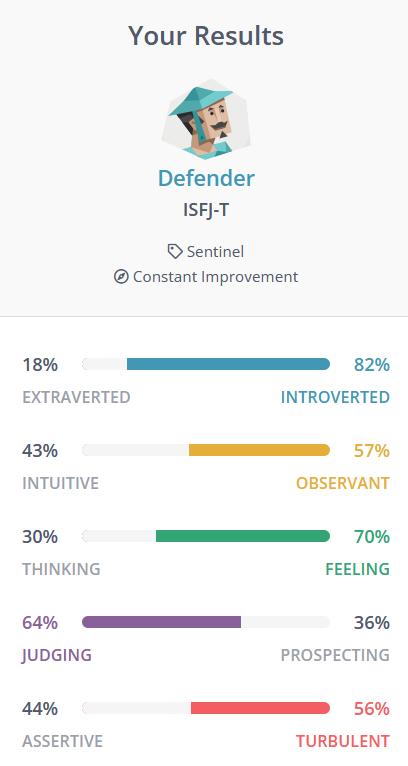 Your Results
Defender
ISFJ-T
Sentinel
Constant Improvement
18% 82%
EXTRAVERTED INTROVERTED
43% 57%
INTUITIVE OBSERVANT
30% 70%
THINKING FEELING
64% 36%
JUDGING PROSPECTING
44% 56%
ASSERTIVE TURBULENT